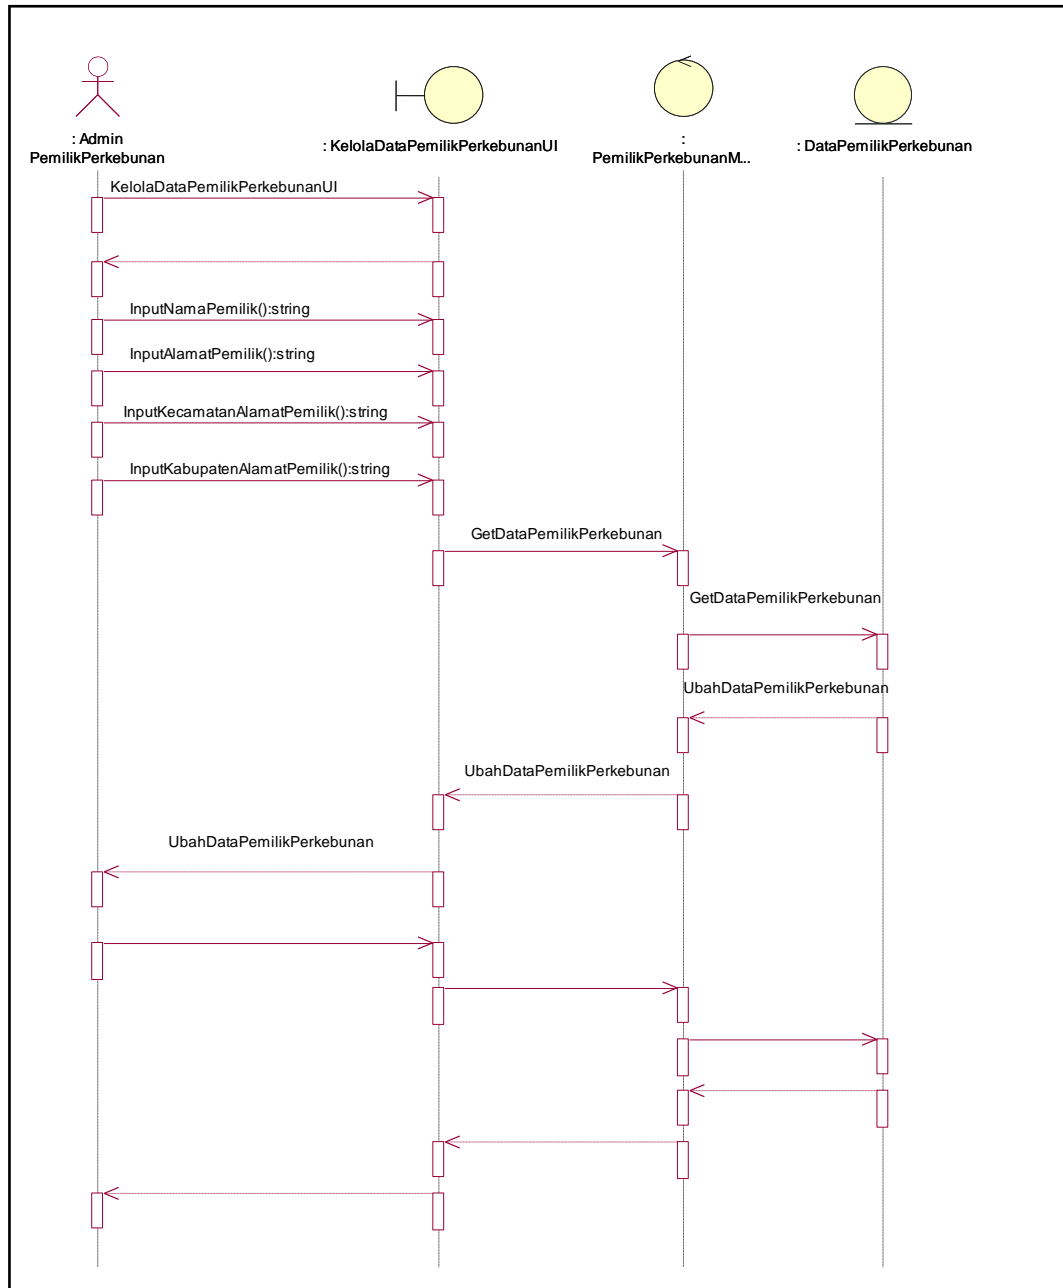 : Admin
PemilikPerkebunan
: KelolaDataPemilikPerkebunanUI
:
PemilikPerkebunanM...
: DataPemilikPerkebunan
KelolaDataPemilikPerkebunanUI
InputNamaPemilik():string
InputAlamatPemilik():string
InputKecamatanAlamatPemilik():string
InputKabupatenAlamatPemilik():string
GetDataPemilikPerkebunan
GetDataPemilikPerkebunan
UbahDataPemilikPerkebunan
UbahDataPemilikPerkebunan
UbahDataPemilikPerkebunan